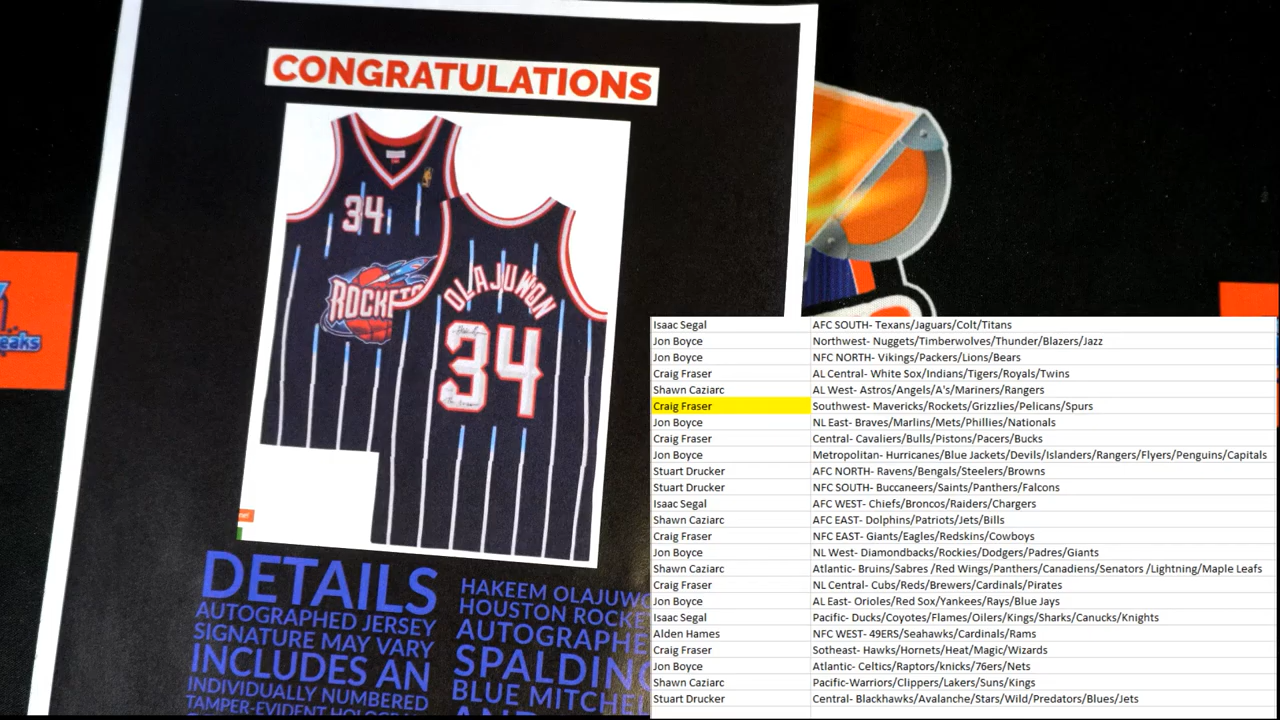 CONGRATULATIONS
34
ROCKETS
OLAJUWON
34
eaks
DETAILS
AUTOGRAPHED JERSEY
SIGNATURE MAY VARY
INCLUDES AN
INDIVIDUALLY NUMBERED
TAMPER-EVIDENT
HAKEEM OLAJUWO
HOUSTON ROCKE
AUTOGRAPHE
SPALDING
BLUE MITCHE
AND
Isaac Segal AFC SOUTH- Texans/Jaguars/Colt/Titans
Jon Boyce Northwest- Nuggets/Timberwolves/Thunder/Blazers/Jazz
Jon Boyce NFC NORTH- Vikings/Packers/Lions/Bears
Craig Fraser AL Central- White Sox/Indians/Tigers/Royals/Twins
Shawn Caziarc AL West- Astros/Angels/A's/Mariners/Rangers
Craig Fraser Southwest- Mavericks/Rockets/Grizzlies/Pelicans/Spurs
Jon Boyce NL East- Braves/Marlins/Mets/Phillies/Nationals
Craig Fraser Central- Cavaliers/Bulls/Pistons/Pacers/Bucks
Jon Boyce Metropolitan- Hurricanes/Blue Jackets/Devils/Islanders/Rangers/Flyers/Penguins/Capitals
Stuart Drucker AFC NORTH- Ravens/Bengals/Steelers/Browns
Stuart Drucker NFC SOUTH- Buccaneers/Saints/Panthers/Falcons
Isaac Segal AFC WEST- Chiefs/Broncos/Raiders/Chargers
Shawn Caziarc AFC EAST- Dolphins/Patriots/Jets/Bills
Craig Fraser NFC EAST- Giants/Eagles/Redskins/Cowboys
Jon Boyce NL West- Diamondbacks/Rockies/Dodgers/Padres/Giants
Shawn Caziarc Atlantic- Bruins/Sabres /Red Wings/Panthers/Canadiens/Senators /Lightning/Maple Leafs
Craig Fraser NL Central- Cubs/Reds/Brewers/Cardinals/Pirates
Jon Boyce AL East- Orioles/Red Sox/Yankees/Rays/Blue Jays
Isaac Segal Pacific- Ducks/Coyotes/Flames/Oilers/Kings/Sharks/Canucks/Knights
Alden Hames NFC WEST- 49ERS/Seahawks/Cardinals/Rams
Craig Fraser Sotheast- Hawks/Hornets/Heat/Magic/Wizards
Jon Boyce Atlantic- Celtics/Raptors/knicks/76ers/Nets
Shawn Caziarc Pacific-Warriors/Clippers/Lakers/Suns/Kings
Stuart Drucker Central- Blackhawks/Avalanche/Stars/Wild/Predators/Blues/Jets